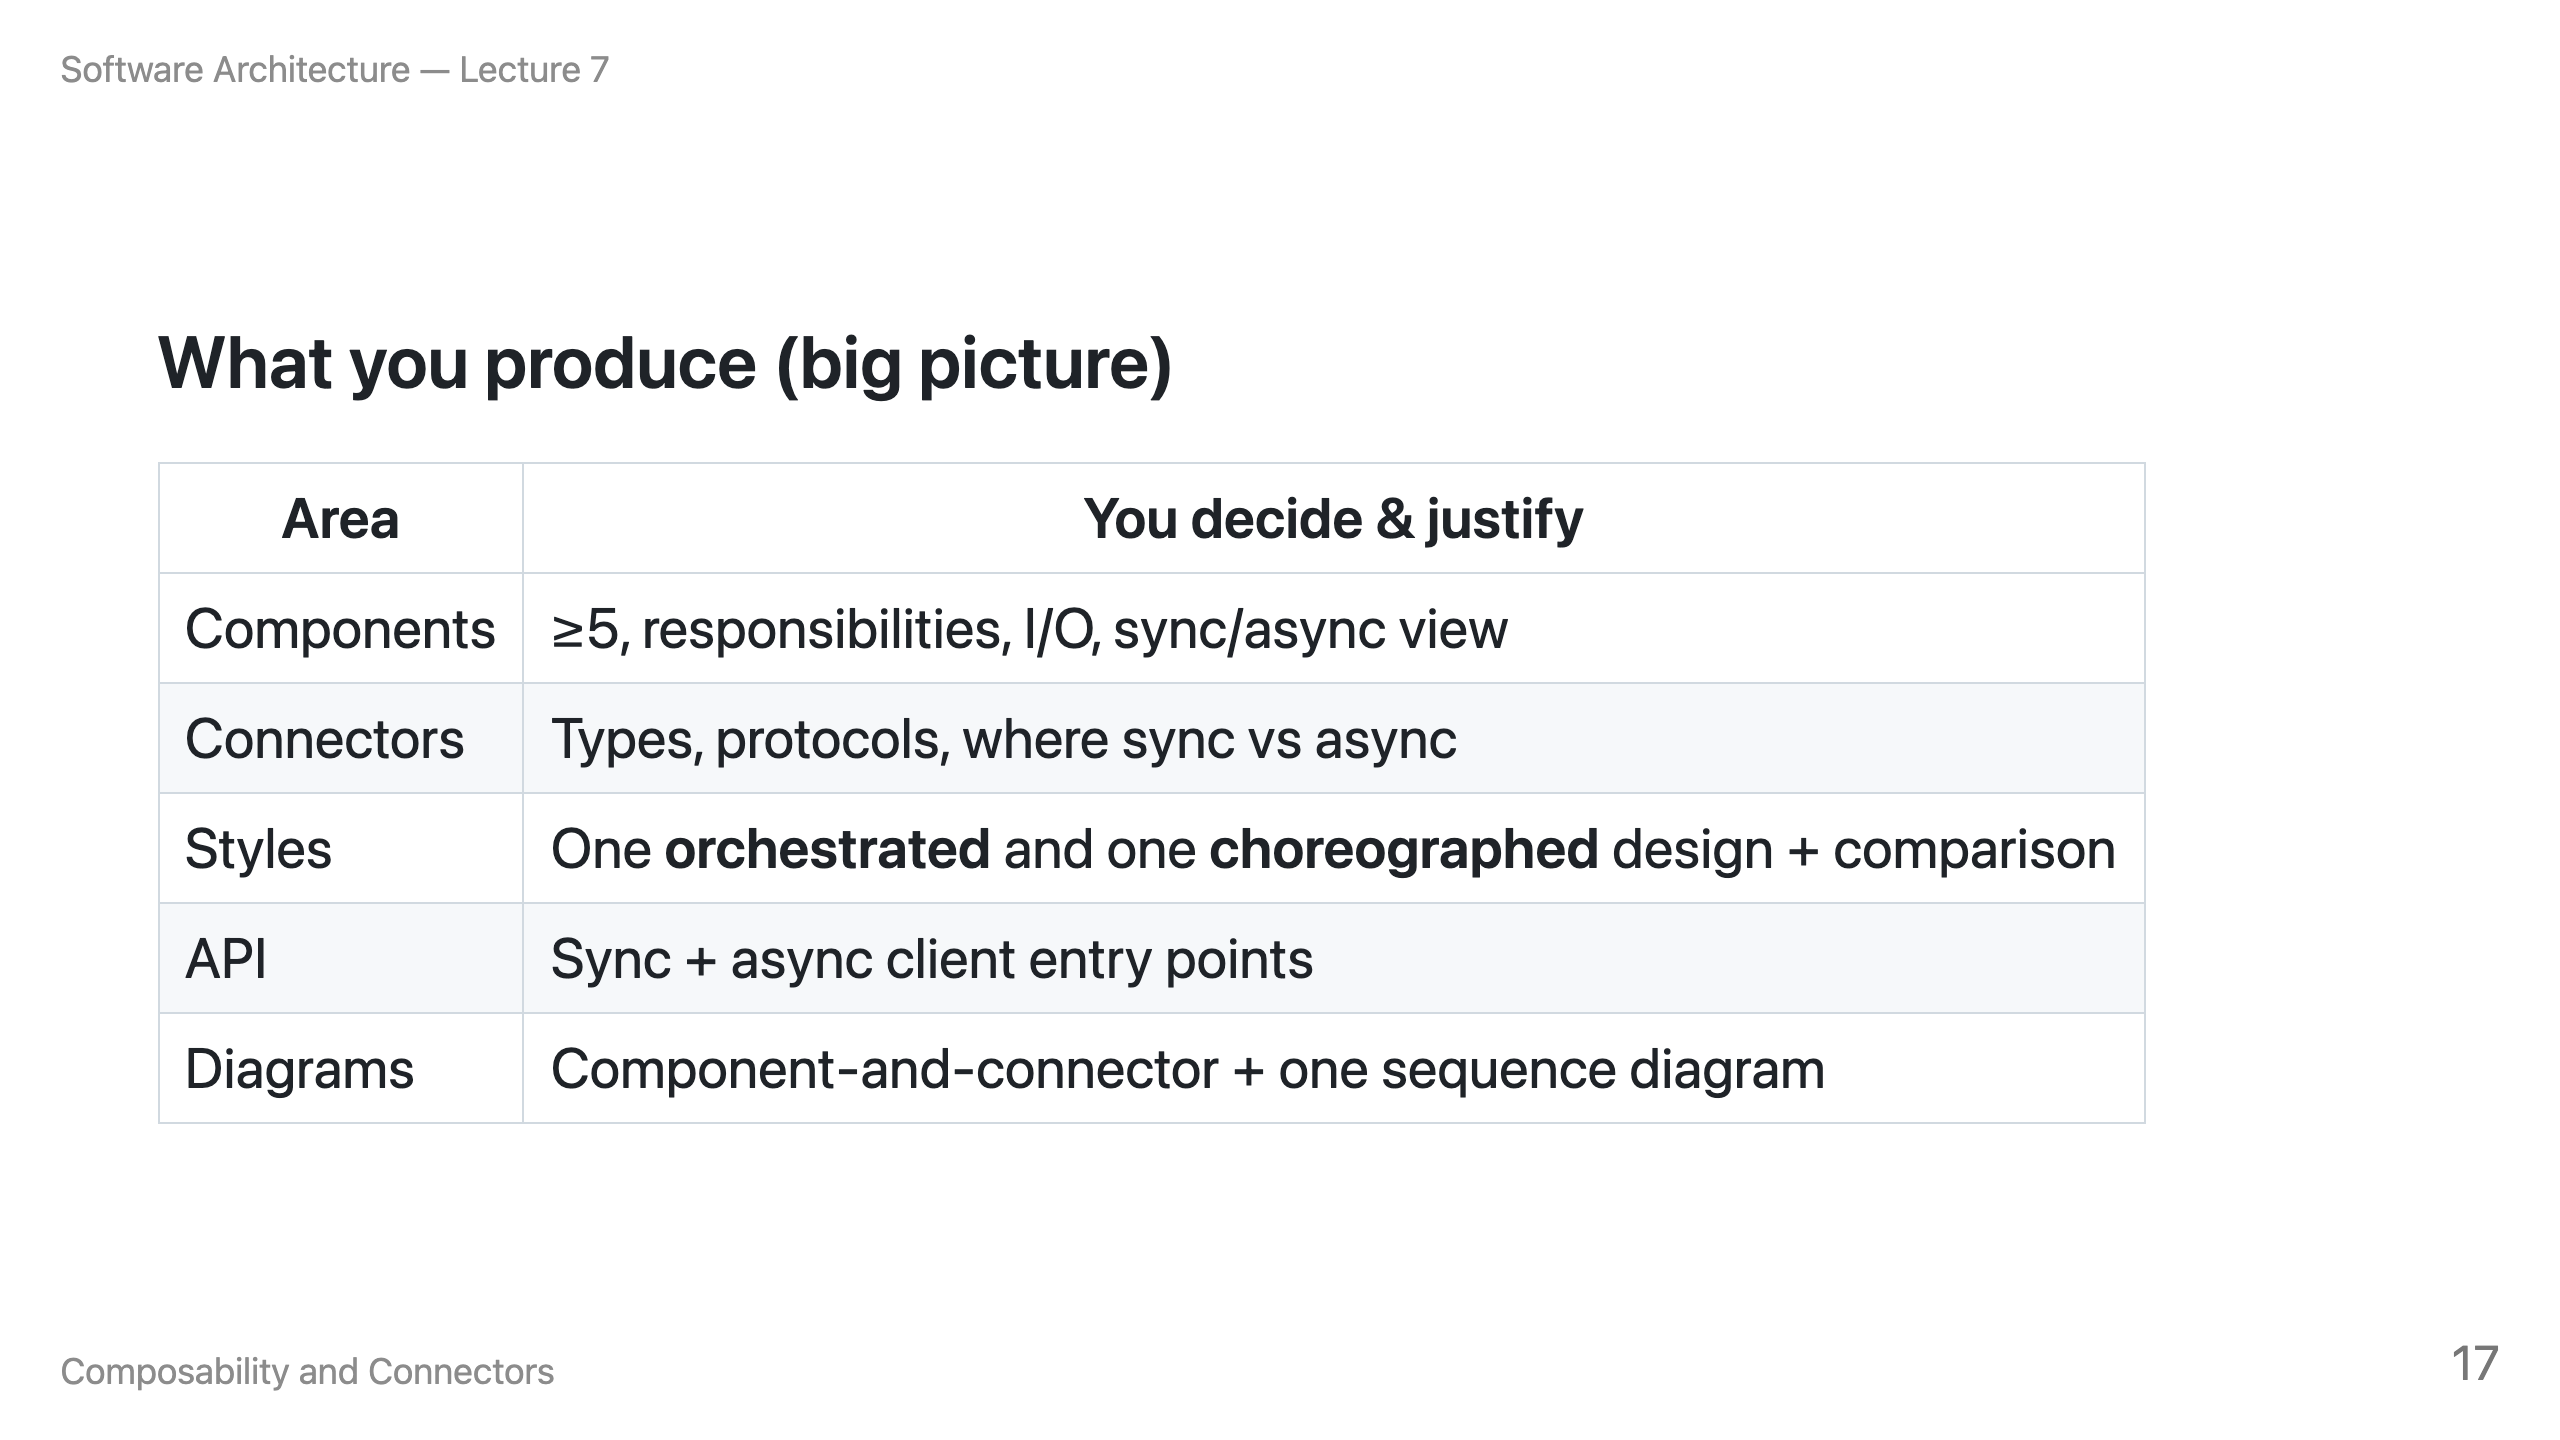 Software Architecture — Lecture 7
What you produce (big picture)
Area You decide & justify
Components ≥5, responsibilities, I/O, sync/async view
Connectors Types, protocols, where sync vs async
Styles One orchestrated and one choreographed design + comparison
API Sync + async client entry points
Diagrams Component-and-connector + one sequence diagram
Composability and Connectors 17